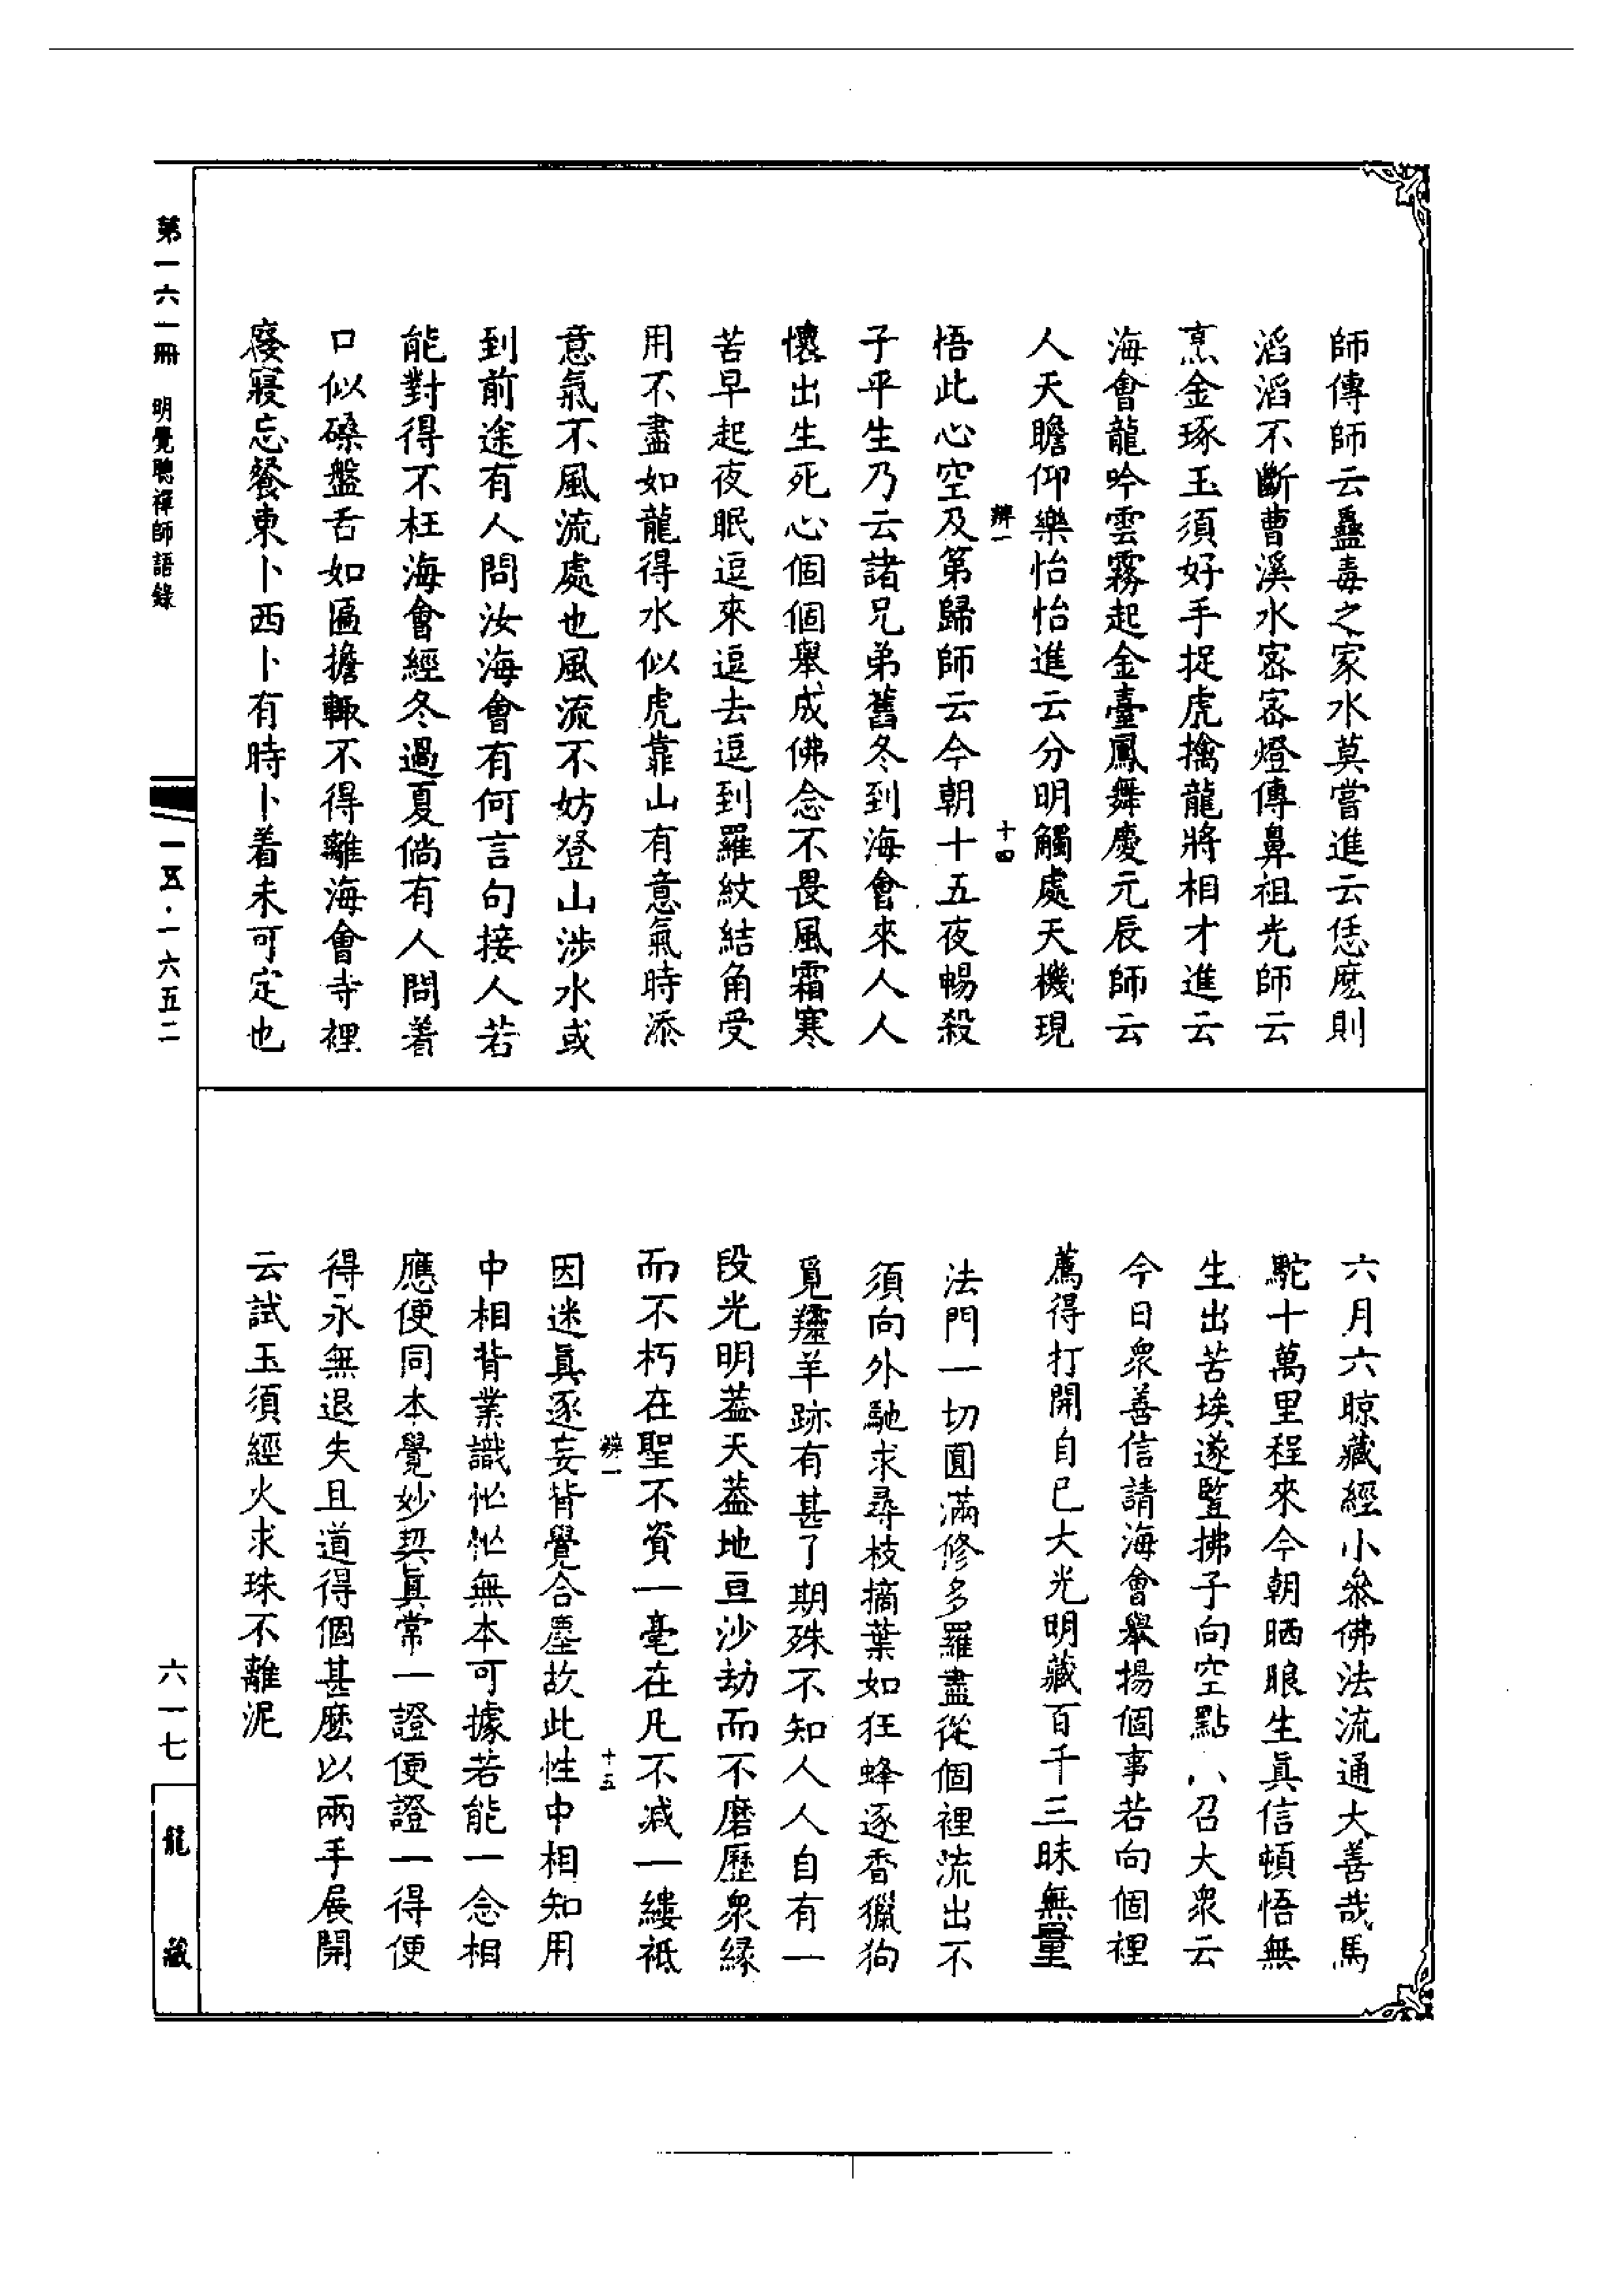 師傳師云蠱毒之家水莫嘗進云恁麽則
滔滔不斷曹溪水密密燈傳鼻祖光師云
烹金琢玉須好手捉虎擒龍將相才進云
海會龍吟雲霧起金臺鳳舞慶元辰師云
人天瞻仰樂怡怡進云分明觸處天機現
辨一 十四
悟此心空及第歸師云今朝十五夜暢殺
子平生乃云諸兄弟舊冬到海會來人人
懷出生死心個個舉成佛念不畏風霜寒
苦早起夜眠逗來逗去逗到羅紋結角受
用不盡如龍得水似虎靠山有意氣時添
意氣不風流處也風流不妨登山涉水或
到前途有人問汝海會有何言句接人若
能對得不枉海會經冬過夏倘有人問着
口似磉盤舌如匾擔輒不得離海會寺裡
廢寢忘餐東卜西卜有時卜着未可定也
六月六晾藏經小參佛法流通大善哉馬
駝十萬里程來今朝晒眼生眞信頓悟無
生出苦埃遂豎拂子向空點八召大衆云
今日衆善信請海會舉揚個事若向個裡
薦得打開自已大光明藏百千三昧無量
法門一切圓滿修多羅盡從個裡流出不
須向外馳求尋枝摘葉如狂蜂逐香獵狗
覓羚羊跡有甚了期殊不知人人自有一
段光明葢天葢地亘沙劫而不磨歷衆緣
而不朽在聖不資一毫在凡不減一縷祗
辨一 十五
因迷眞逐妄背覺合塵故此性中相知用
中相背業識忙忙無本可據若能一念相
應便同本覺妙契眞常一證便證一得便
得永無退失且道得個甚麽以兩手展開
云試玉須經火求珠不離泥
第一六一冊 明覺聰禪師語錄
一五·一六五二
六一七
龍藏